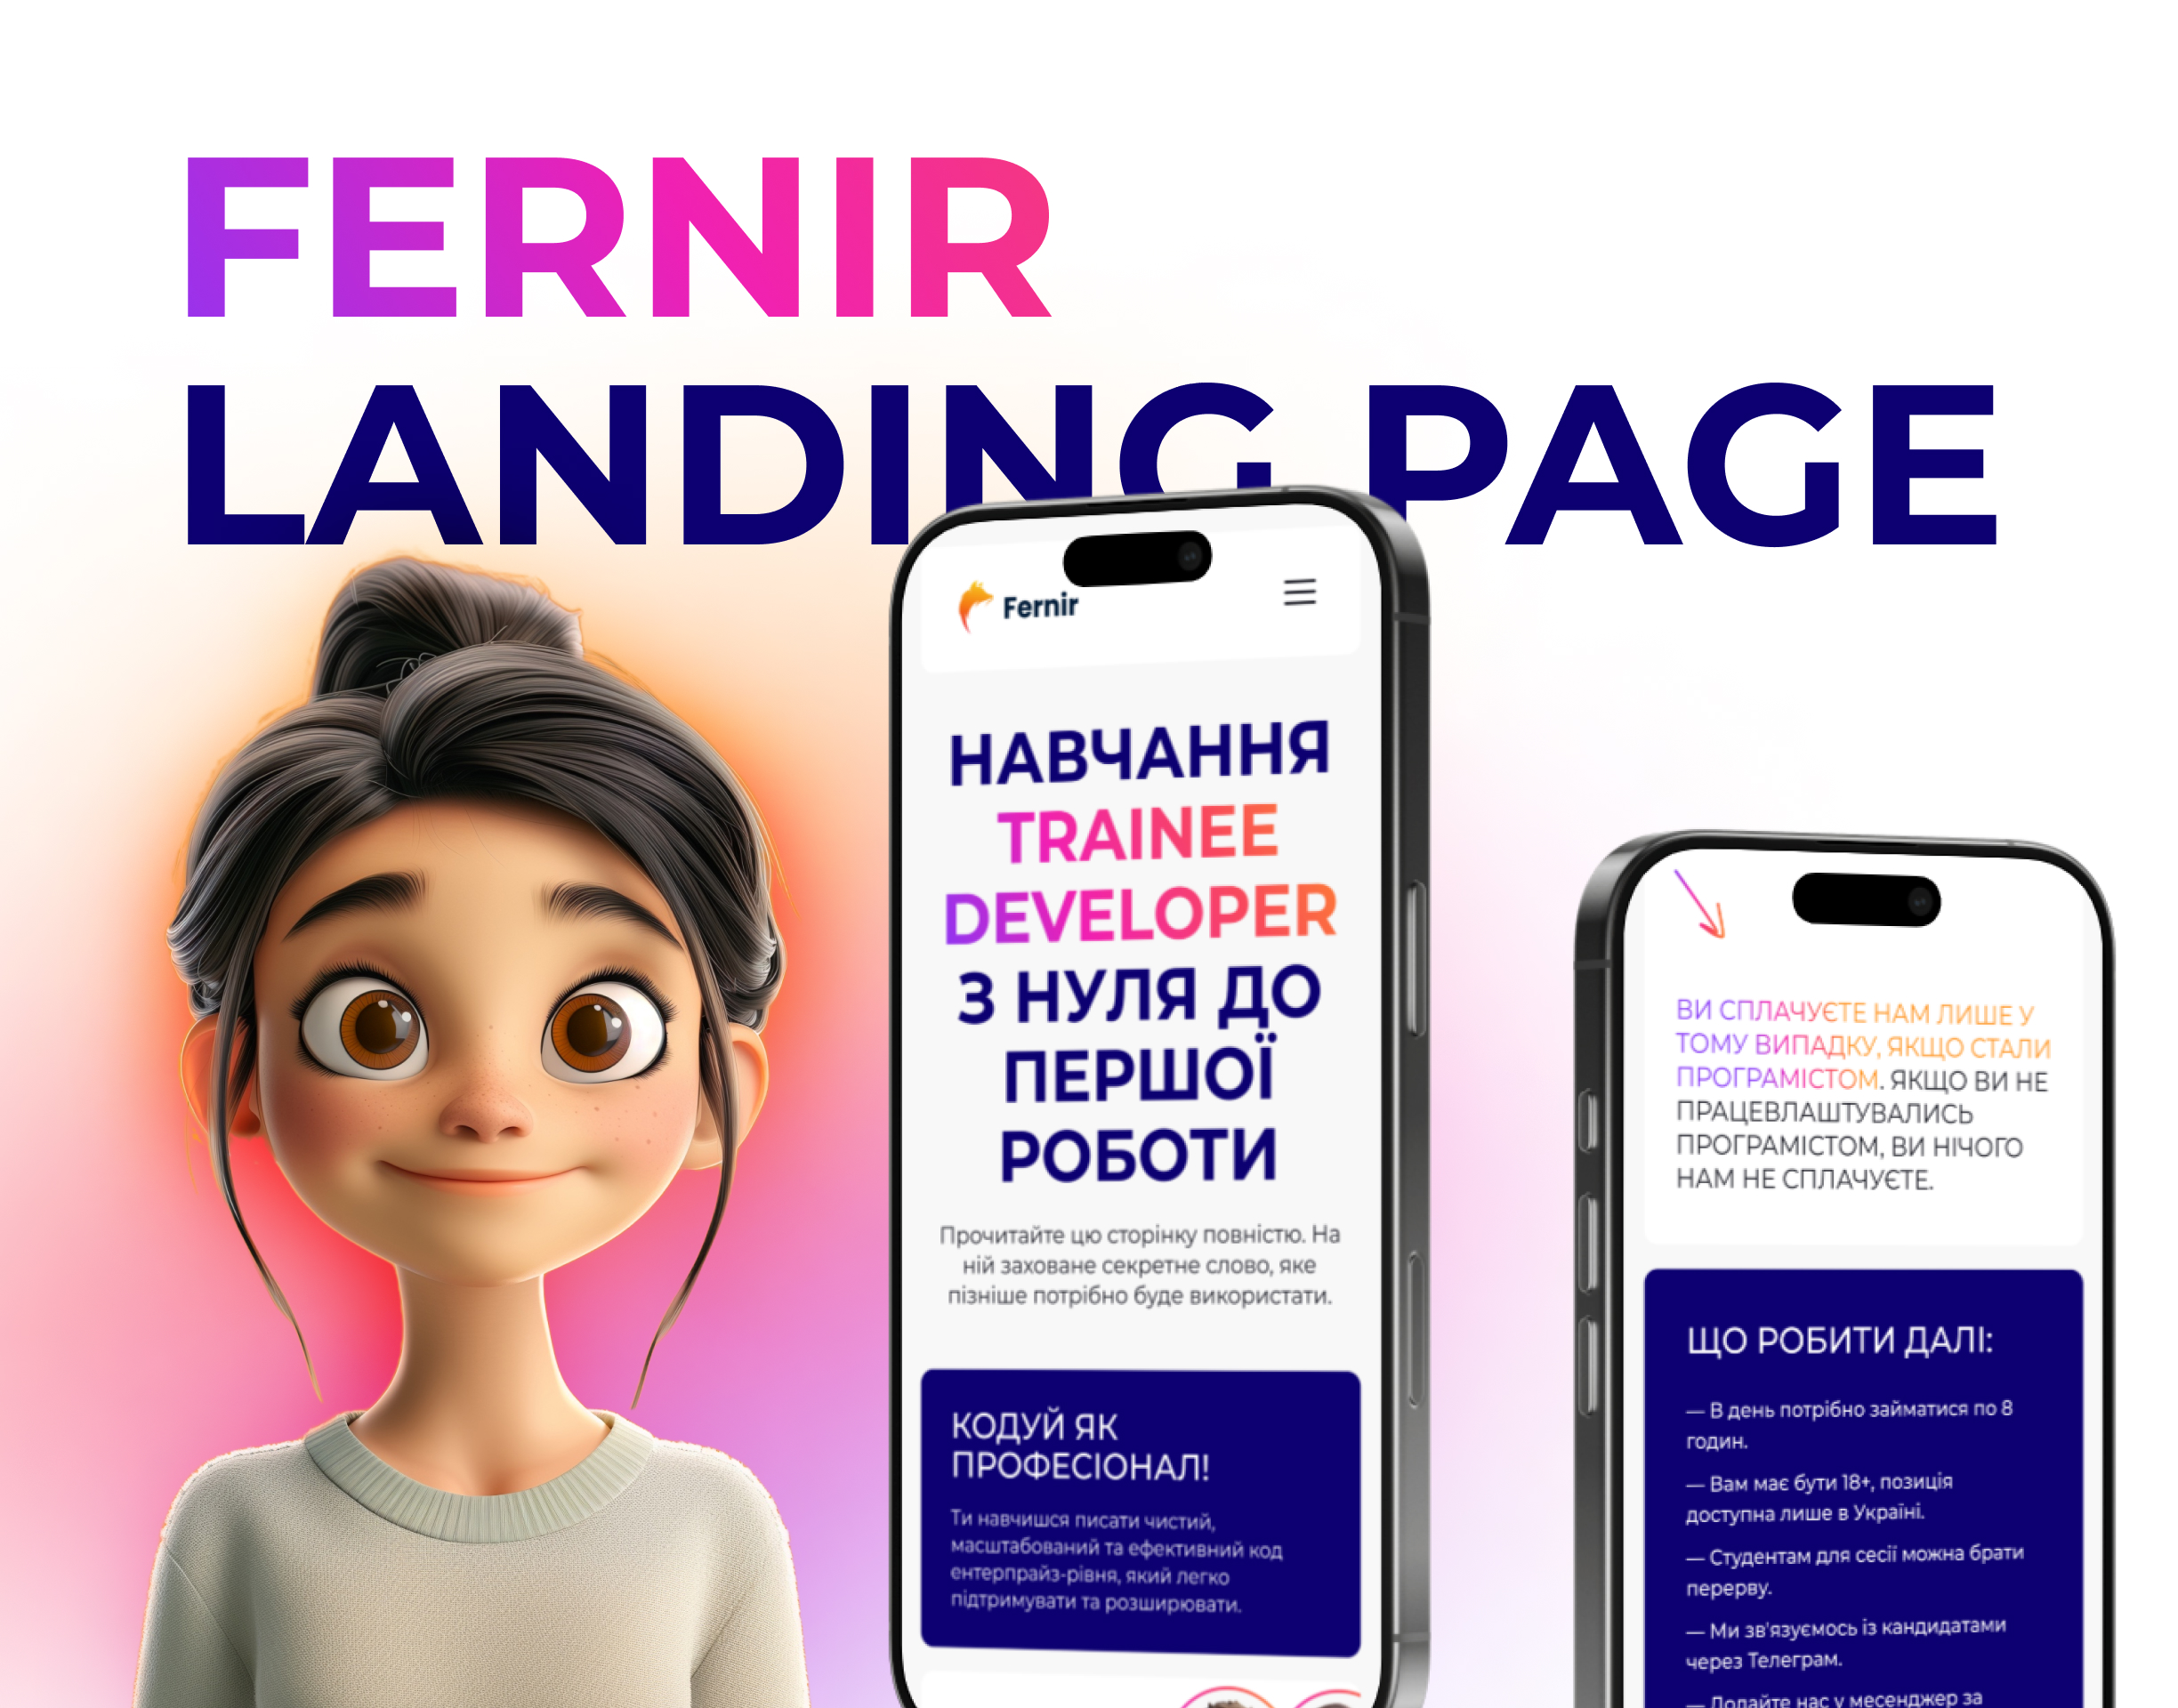 FERNIR
LANDING PAGE
Fernir
НАВЧАННЯ
TRAINEE
DEVELOPER
З НУЛЯ ДО
ПЕРШОЇ
РОБОТИ
Прочитайте цю сторінку повністю. На
ній заховане секретне слово, яке
пізніше потрібно буде використати.
КОДУЙ ЯК
ПРОФЕСІОНАЛ!
Ти навчишся писати чистий,
масштабований та ефективний код
ентерпрайз-рівня, який легко
підтримувати та розширювати.
ВИ СПЛАЧУЄТЕ НАМ ЛИШЕ У
ТОМУ ВИПАДКУ, ЯКЩО СТАЛИ
ПРОГРАМІСТОМ. ЯКЩО ВИ НЕ
ПРАЦЕВЛАШТУВАЛИСЬ
ПРОГРАМІСТОМ, ВИ НІЧОГО
НАМ НЕ СПЛАЧУЄТЕ.
ЩО РОБИТИ ДАЛІ:
— В день потрібно займатися по 8
годин.
— Вам має бути 18+, позиція
доступна лише в Україні.
— Студентам для сесії можна брати
перерву.
— Ми зв'язуємось із кандидатами
через Телеграм.
— Додайте нас у месенджер за